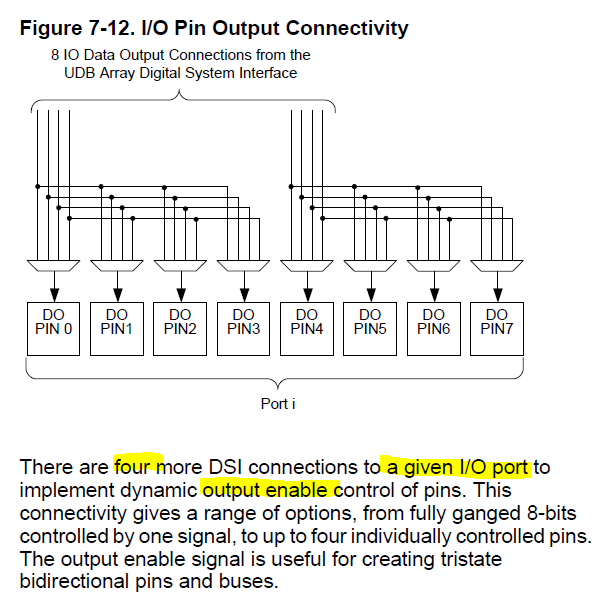 Figure 7-12. I/O Pin Output Connectivity
8 IO Data Output Connections from the
UDB Array Digital System Interface
DO DO DO DO DO DO DO DO
PIN 0 PIN1 PIN2 PIN3 PIN4 PIN5 PIN6 PIN7
Port i
There are four more DSI connections to a given I/O port to
implement dynamic output enable control of pins. This
connectivity gives a range of options, from fully ganged 8-bits
controlled by one signal, to up to four individually controlled pins.
The output enable signal is useful for creating tristate
bidirectional pins and buses.